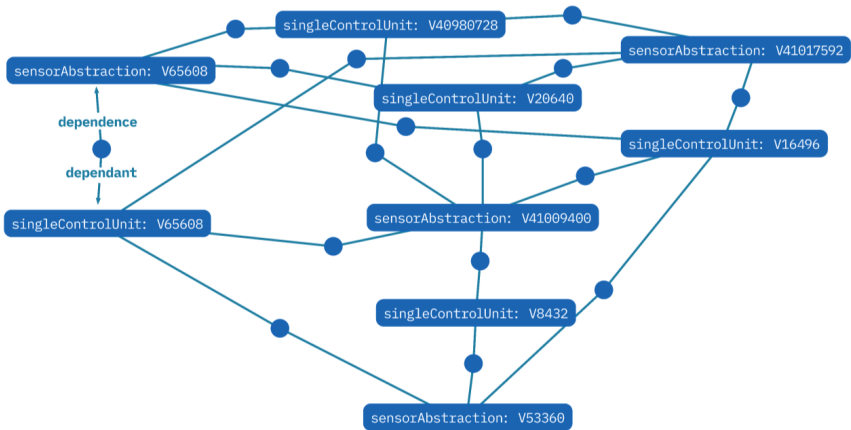 singleControlUnit: V40980728
sensorAbstraction: V41017592
sensorAbstraction: V65608
singleControlUnit: V20640
dependence
singleControlUnit: V16496
dependant
sensorAbstraction: V41009400
singleControlUnit: V65608
singleControlUnit: V8432
sensorAbstraction: V53360